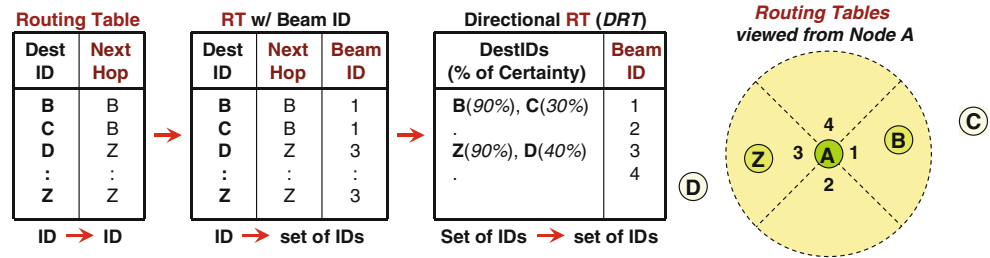 Routing Table
Dest Next
ID Hop
B B
C B
D Z
: :
Z Z
ID → ID
RT w/ Beam ID
Dest Next Beam
ID Hop ID
B B 1
C B 1
D Z 3
: : :
Z Z 3
ID → set of IDs
Directional RT (DRT)
DestIDs Beam
(% of Certainty) ID
B(90%), C(30%) 1
. 2
Z(90%), D(40%) 3
. 4
Set of IDs → set of IDs
Routing Tables
viewed from Node A
C
4
B
Z 3 A 1
D
2